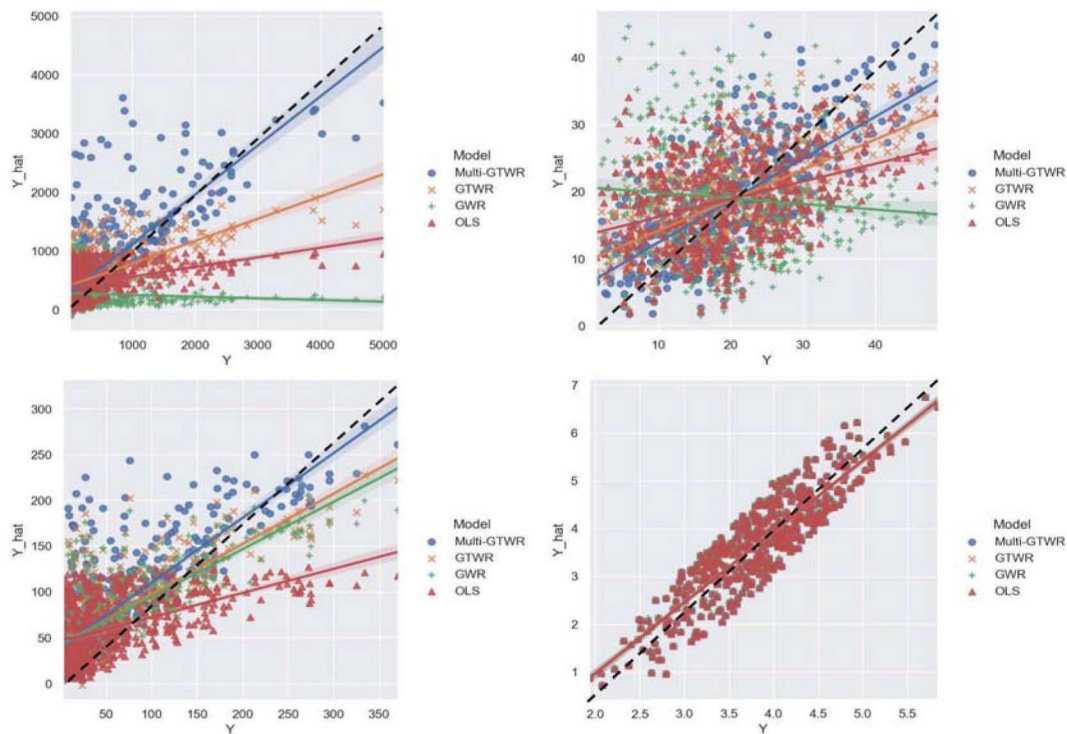 5000
4000
3000
2000
1000
0
Y_hat
1000 2000 3000 4000 5000
Y
Model
Multi-GTWR
GTWR
GWR
OLS
40
30
20
10
0
Y_hat
10 20 30 40
Y
Model
Multi-GTWR
GTWR
GWR
OLS
300
250
200
150
100
50
0
Y_hat
50 100 150 200 250 300 350
Y
Model
Multi-GTWR
GTWR
GWR
OLS
7
6
5
4
3
2
1
Y_hat
2.0 2.5 3.0 3.5 4.0 4.5 5.0 5.5
Y
Model
Multi-GTWR
GTWR
GWR
OLS